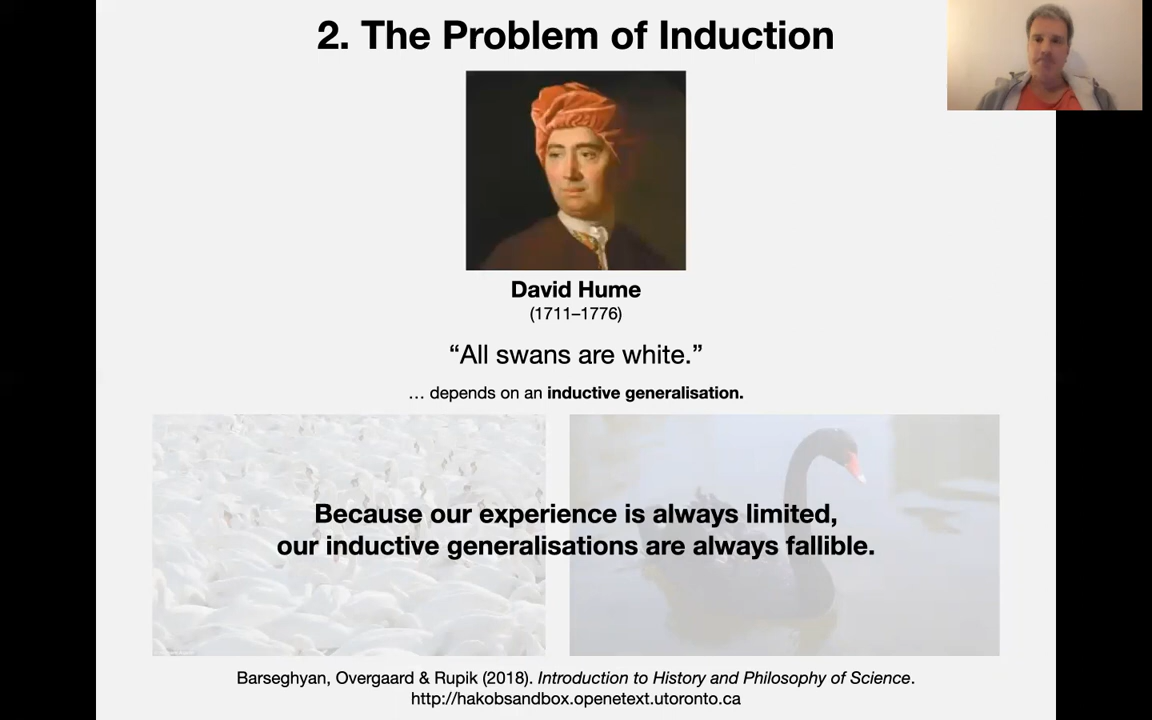 2. The Problem of Induction
David Hume
(1711–1776)
“All swans are white.”
… depends on an inductive generalisation.
Because our experience is always limited,
our inductive generalisations are always fallible.
Barseghyan, Overgaard & Rupik (2018). Introduction to History and Philosophy of Science.
http://hakobsandbox.openetext.utoronto.ca